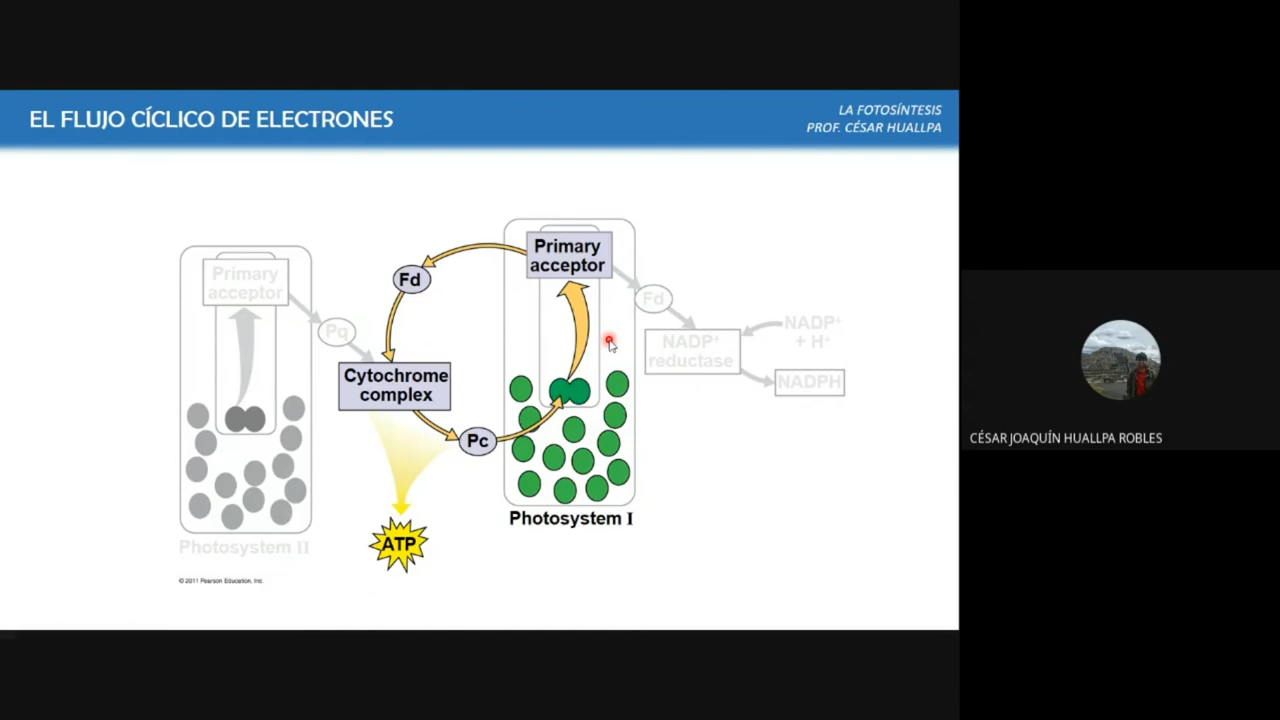 EL FLUJO CÍCLICO DE ELECTRONES
LA FOTOSÍNTESIS
PROF. CÉSAR HUALLPA
Primary
acceptor
Primary
acceptor
Fd
Fd
Pq
NADP⁺
+ H⁺
NADP⁺
reductase
NADPH
Cytochrome
complex
Pc
Photosystem I
ATP
Photosystem II
© 2011 Pearson Education, Inc.
CÉSAR JOAQUÍN HUALLPA ROBLES